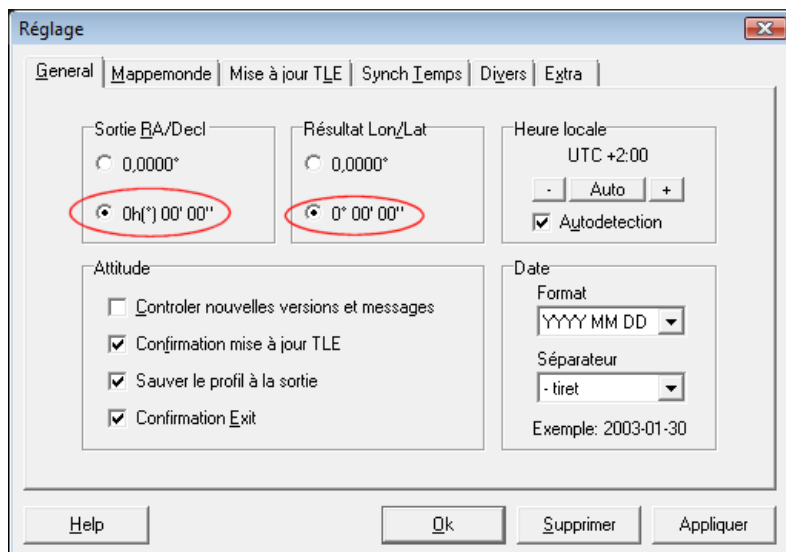 Réglage
General Mappemonde Mise à jour TLE Synch Temps Divers Extra
Sortie RA/Decl
0,0000°
0h(°) 00' 00''
Résultat Lon/Lat
0,0000°
0° 00' 00''
Heure locale
UTC +2:00
- Auto +
Autodetection
Attitude
Controler nouvelles versions et messages
Confirmation mise à jour TLE
Sauver le profil à la sortie
Confirmation Exit
Date
Format
YYYY MM DD
Séparateur
- tiret
Exemple: 2003-01-30
Help Ok Supprimer Appliquer